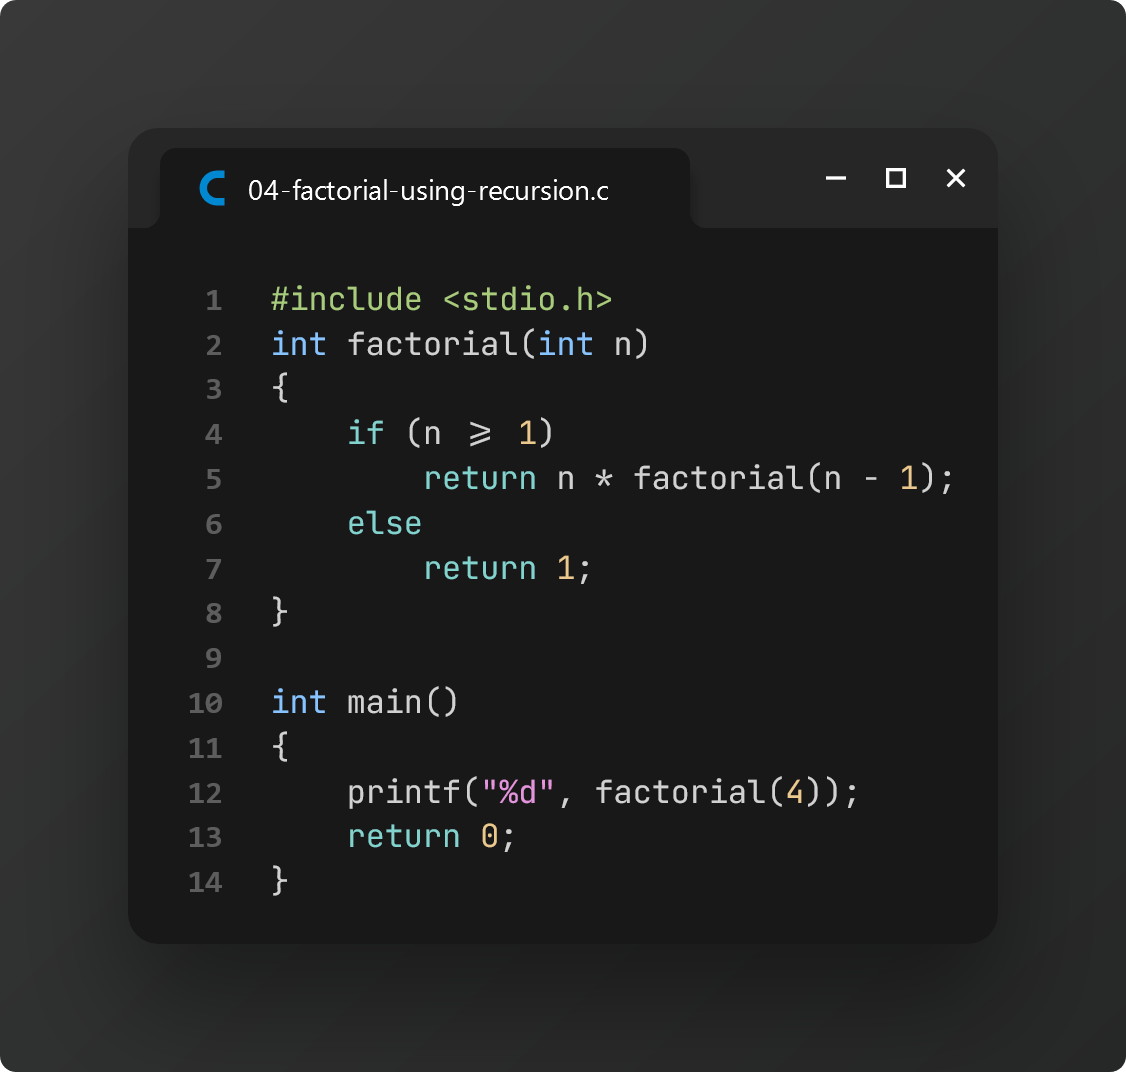 04-factorial-using-recursion.c
1 #include <stdio.h>
2 int factorial(int n)
3 {
4     if (n >= 1)
5         return n * factorial(n - 1);
6     else
7         return 1;
8 }
9
10 int main()
11 {
12     printf("%d", factorial(4));
13     return 0;
14 }